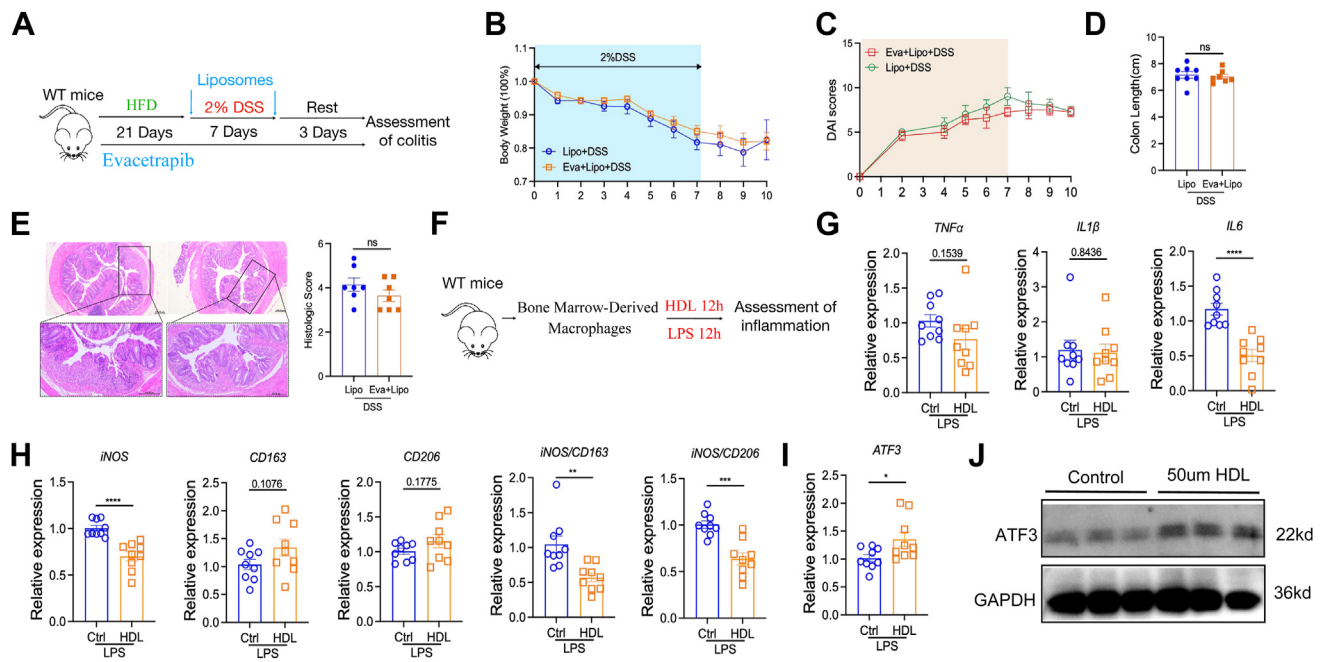 A
WT mice
HFD
21 Days
Evacetrapib
Liposomes
2% DSS
7 Days
Rest
3 Days
Assessment
of colitis
B
Body Weight (100%)
1.1
1.0
0.9
0.8
0.7
2%DSS
Lipo+DSS
Eva+Lipo+DSS
0 1 2 3 4 5 6 7 8 9 10
C
DAI scores
15
10
5
0
Eva+Lipo+DSS
Lipo+DSS
0 1 2 3 4 5 6 7 8 9 10
D
Colon Length(cm)
10
8
6
4
2
0
ns
Lipo Eva+Lipo
DSS
E
Histologic Score
6
4
2
0
ns
Lipo Eva+Lipo
DSS
F
WT mice
Bone Marrow-Derived
Macrophages
HDL 12h
LPS 12h
Assessment of
inflammation
G
TNFα
Relative expression
2.0
1.5
1.0
0.5
0.0
0.1539
Ctrl HDL
LPS
IL1β
Relative expression
4
3
2
1
0
0.8436
Ctrl HDL
LPS
IL6
Relative expression
2.0
1.5
1.0
0.5
0.0
****
Ctrl HDL
LPS
H
iNOS
Relative expression
1.5
1.0
0.5
0.0
****
Ctrl HDL
LPS
CD163
Relative expression
2.5
2.0
1.5
1.0
0.5
0.0
0.1076
Ctrl HDL
LPS
CD206
Relative expression
2.0
1.5
1.0
0.5
0.0
0.1775
Ctrl HDL
LPS
iNOS/CD163
Relative expression
2.0
1.5
1.0
0.5
0.0
**
Ctrl HDL
LPS
iNOS/CD206
Relative expression
1.5
1.0
0.5
0.0
***
Ctrl HDL
LPS
I
ATF3
Relative expression
2.5
2.0
1.5
1.0
0.5
0.0
*
Ctrl HDL
LPS
J
Control 50um HDL
ATF3 22kd
GAPDH 36kd